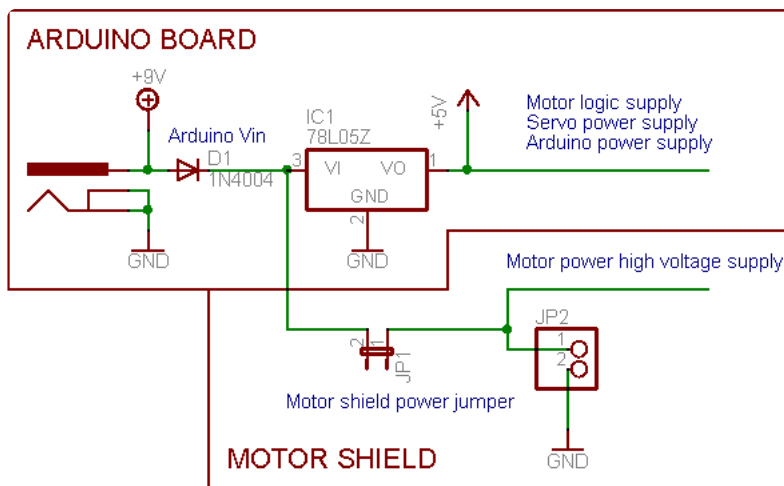 ARDUINO BOARD
+9V
Arduino Vin
D1
1N4004
IC1
78L05Z
3
VI
VO
1
GND
2
+5V
Motor logic supply
Servo power supply
Arduino power supply
GND
GND
Motor power high voltage supply
2
1
JP1
JP2
1
2
Motor shield power jumper
GND
MOTOR SHIELD